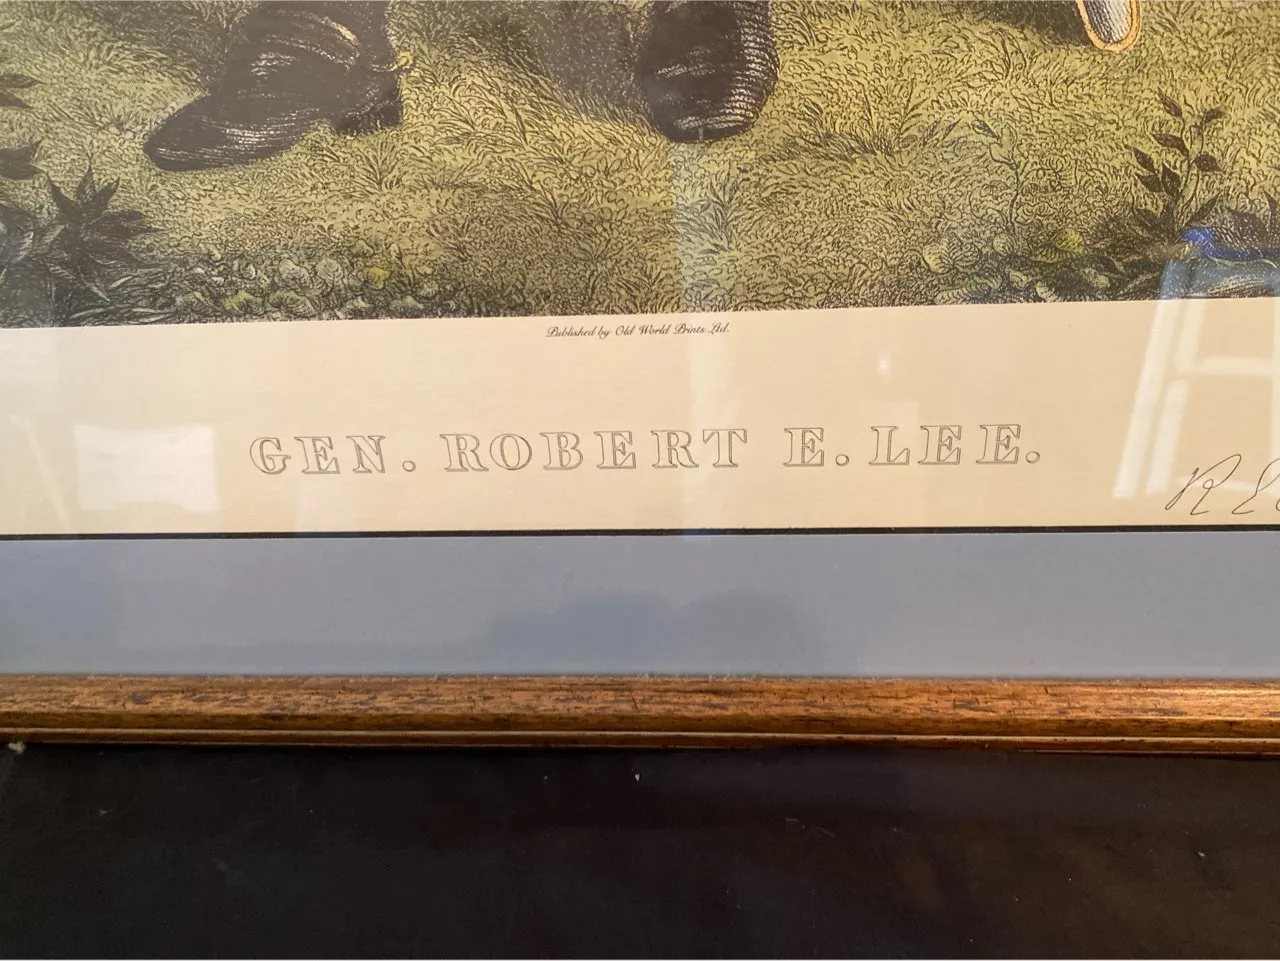 Published by Old World Prints Ltd.
GEN. ROBERT E. LEE.
R E